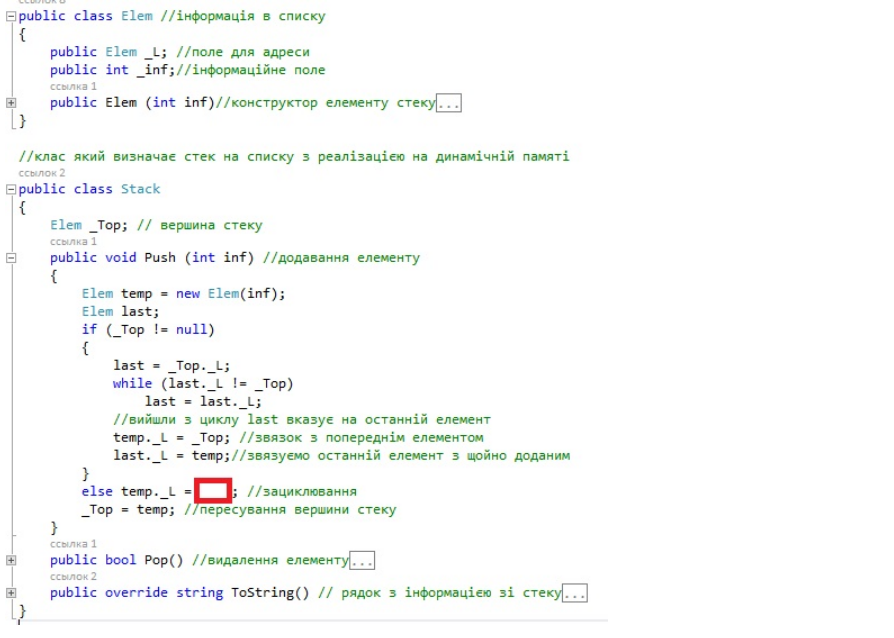 public class Elem //інформація в списку
{
public Elem _L; //поле для адреси
public int _inf;//інформаційне поле
ссылка 1
public Elem (int inf)//конструктор елементу стеку...
}
//клас який визначає стек на списку з реалізацією на динамічній памяті
ссылок 2
public class Stack
{
Elem _Top; // вершина стеку
ссылка 1
public void Push (int inf) //додавання елементу
{
Elem temp = new Elem(inf);
Elem last;
if (_Top != null)
{
last = _Top._L;
while (last._L != _Top)
last = last._L;
//вийшли з циклу last вказує на останній елемент
temp._L = _Top; //звязок з попереднім елементом
last._L = temp;//звязуємо останній елемент з щойно доданим
}
else temp._L = ; //зациклювання
_Top = temp; //пересування вершини стеку
}
ссылка 1
public bool Pop() //видалення елементу...
ссылок 2
public override string ToString() // рядок з інформацією зі стеку...
}